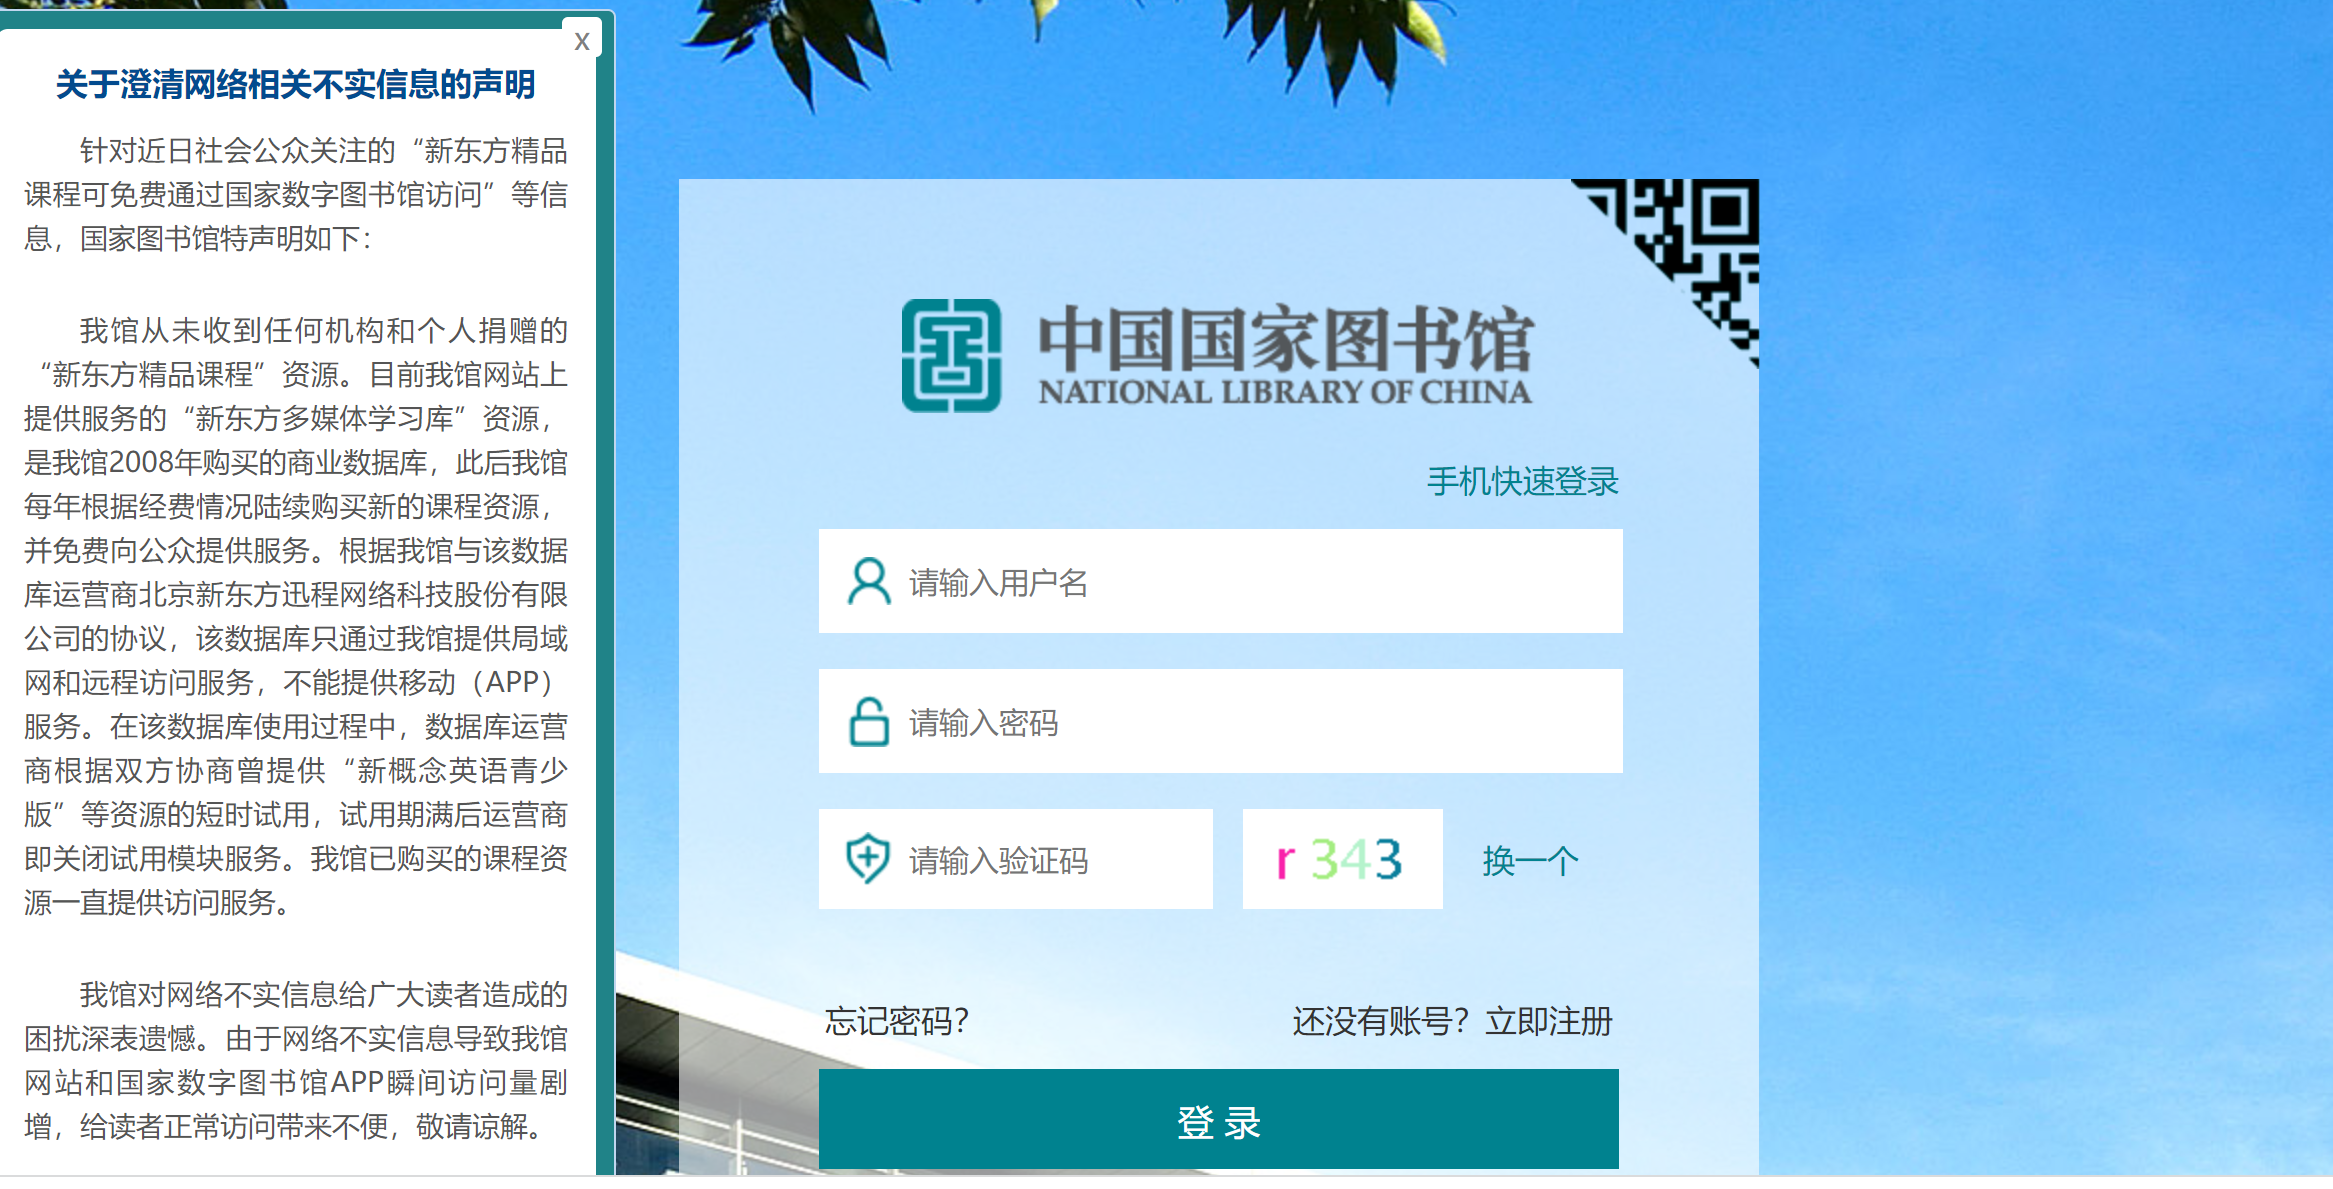 x
关于澄清网络相关不实信息的声明
针对近日社会公众关注的“新东方精品
课程可免费通过国家数字图书馆访问”等信
息，国家图书馆特声明如下：
我馆从未收到任何机构和个人捐赠的
“新东方精品课程”资源。目前我馆网站上
提供服务的“新东方多媒体学习库”资源，
是我馆2008年购买的商业数据库，此后我馆
每年根据经费情况陆续购买新的课程资源，
并免费向公众提供服务。根据我馆与该数据
库运营商北京新东方迅程网络科技股份有限
公司的协议，该数据库只通过我馆提供局域
网和远程访问服务，不能提供移动（APP）
服务。在该数据库使用过程中，数据库运营
商根据双方协商曾提供“新概念英语青少
版”等资源的短时试用，试用期满后运营商
即关闭试用模块服务。我馆已购买的课程资
源一直提供访问服务。
我馆对网络不实信息给广大读者造成的
困扰深表遗憾。由于网络不实信息导致我馆
网站和国家数字图书馆APP瞬间访问量剧
增，给读者正常访问带来不便，敬请谅解。
中国国家图书馆
NATIONAL LIBRARY OF CHINA
手机快速登录
请输入用户名
请输入密码
请输入验证码
r 343
换一个
忘记密码？
还没有账号？立即注册
登 录